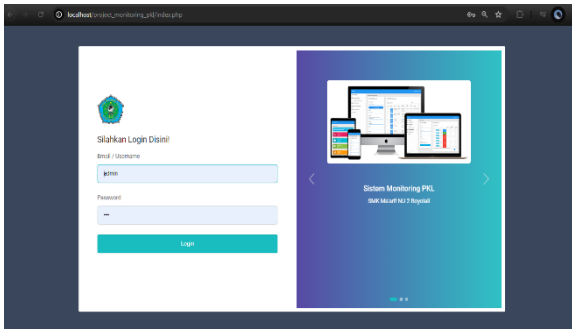 localhost/project_monitoring_pkl/index.php
Silahkan Login Disini!
Email / Username
admin
Password
Login
Sistem Monitoring PKL
SMK Ma'arif NU 2 Boyolali